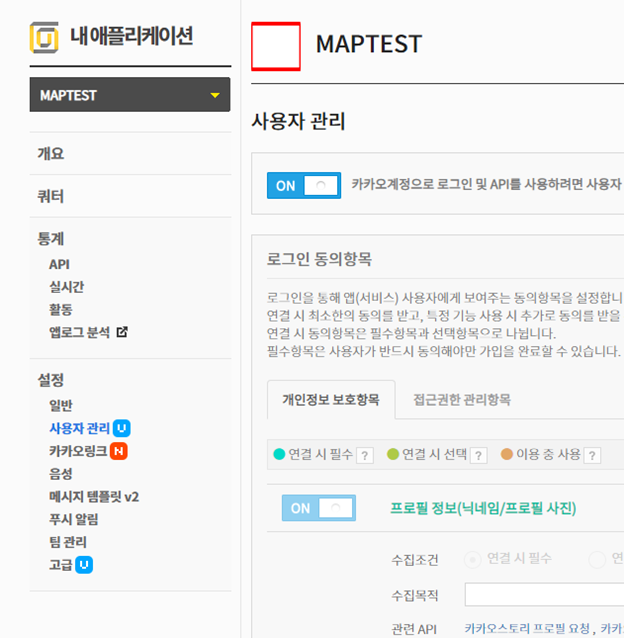 내 애플리케이션
MAPTEST
개요
쿼터
통계
API
실시간
활동
앱로그 분석
설정
일반
사용자 관리 U
카카오링크 N
음성
메시지 템플릿 v2
푸시 알림
팀 관리
고급 U
MAPTEST
사용자 관리
ON 카카오계정으로 로그인 및 API를 사용하려면 사용자
로그인 동의항목
로그인을 통해 앱(서비스) 사용자에게 보여주는 동의항목을 설정합니
연결 시 최소한의 동의를 받고, 특정 기능 사용 시 추가로 동의를 받을
연결 시 동의항목은 필수항목과 선택항목으로 나뉩니다.
필수항목은 사용자가 반드시 동의해야만 가입을 완료할 수 있습니다.
개인정보 보호항목 접근권한 관리항목
연결 시 필수 ? 연결 시 선택 ? 이용 중 사용 ?
ON 프로필 정보(닉네임/프로필 사진)
수집조건 연결 시 필수 연
수집목적
관련 API 카카오스토리 프로필 요청 , 카카